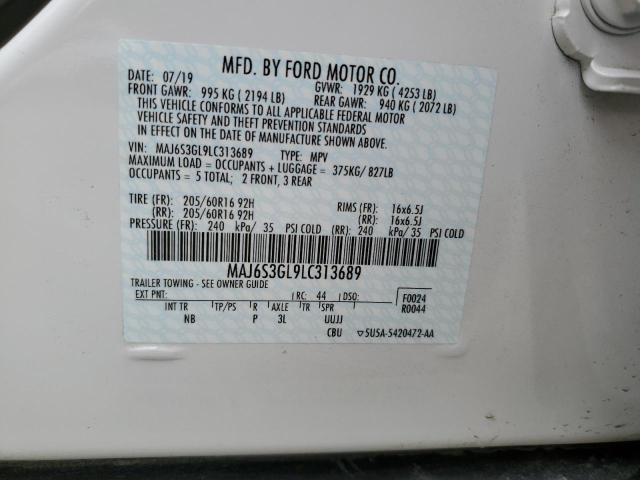 MFD. BY FORD MOTOR CO.
DATE: 07/19 GVWR: 1929 KG ( 4253 LB)
FRONT GAWR: 995 KG ( 2194 LB) REAR GAWR: 940 KG ( 2072 LB)
THIS VEHICLE CONFORMS TO ALL APPLICABLE FEDERAL MOTOR
VEHICLE SAFETY AND THEFT PREVENTION STANDARDS
IN EFFECT ON THE DATE OF MANUFACTURE SHOWN ABOVE.
VIN: MAJ6S3GL9LC313689 TYPE: MPV
MAXIMUM LOAD = OCCUPANTS + LUGGAGE = 375KG/ 827LB
OCCUPANTS = 5 TOTAL; 2 FRONT, 3 REAR
TIRE (FR): 205/60R16 92H RIMS (FR): 16x6.5J
(RR): 205/60R16 92H (RR): 16x6.5J
PRESSURE (FR): 240 kPa/ 35 PSI COLD (RR): 240 kPa/ 35 PSI COLD
MAJ6S3GL9LC313689
TRAILER TOWING - SEE OWNER GUIDE
EXT PNT: RC: 44 DSO: F0024
R0044
INT TR TP/PS R AXLE TR SPR
NB P 3L UUJJ
CBU 5U5A-5420472-AA